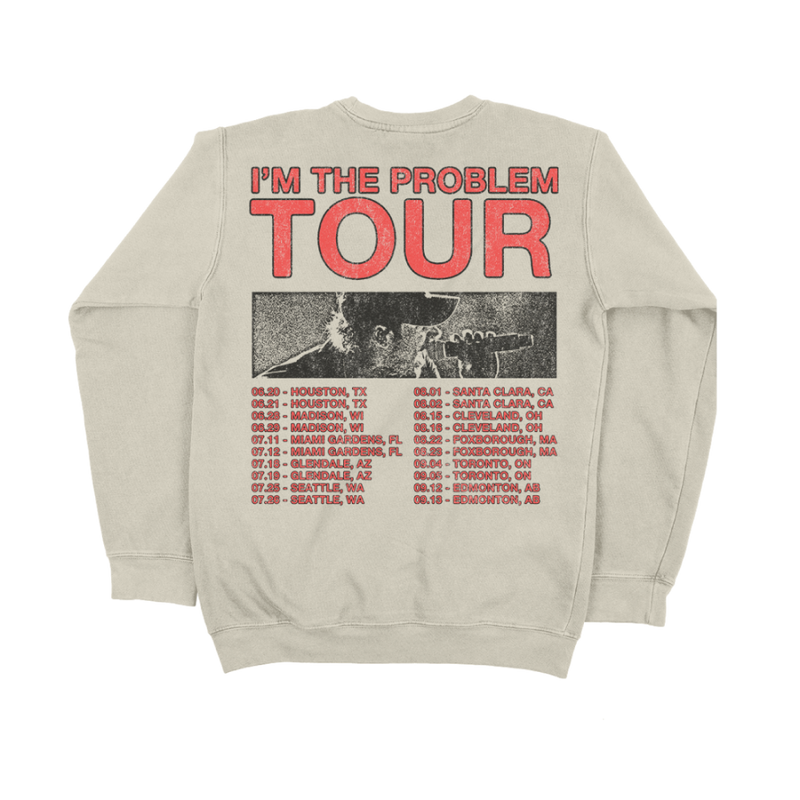 I'M THE PROBLEM
TOUR
06.20 - HOUSTON, TX
06.21 - HOUSTON, TX
06.28 - MADISON, WI
06.29 - MADISON, WI
07.11 - MIAMI GARDENS, FL
07.12 - MIAMI GARDENS, FL
07.18 - GLENDALE, AZ
07.19 - GLENDALE, AZ
07.25 - SEATTLE, WA
07.26 - SEATTLE, WA
08.01 - SANTA CLARA, CA
08.02 - SANTA CLARA, CA
08.15 - CLEVELAND, OH
08.16 - CLEVELAND, OH
08.22 - FOXBOROUGH, MA
08.23 - FOXBOROUGH, MA
09.04 - TORONTO, ON
09.05 - TORONTO, ON
09.12 - EDMONTON, AB
09.13 - EDMONTON, AB